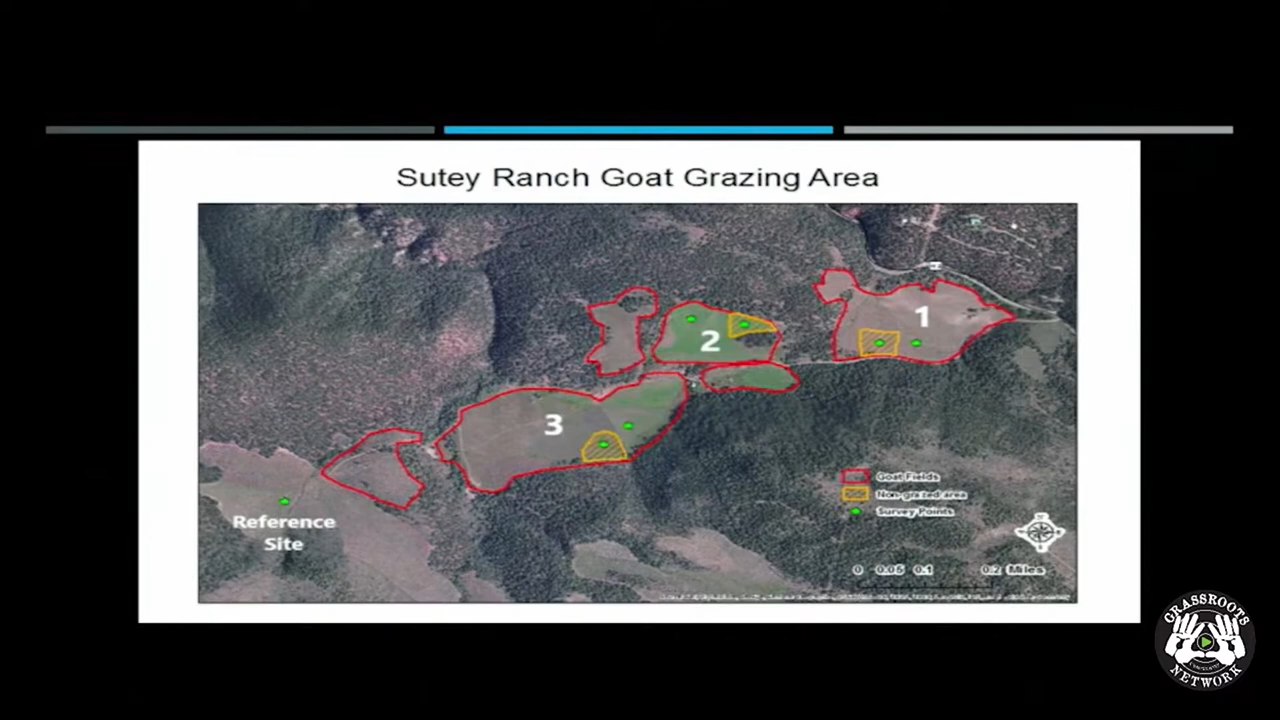 Sutey Ranch Goat Grazing Area
1
2
3
Reference
Site
Goat Fields
Non-grazed area
Survey Points
0 0.05 0.1 0.2 Miles
GRASSROOTS
NETWORK